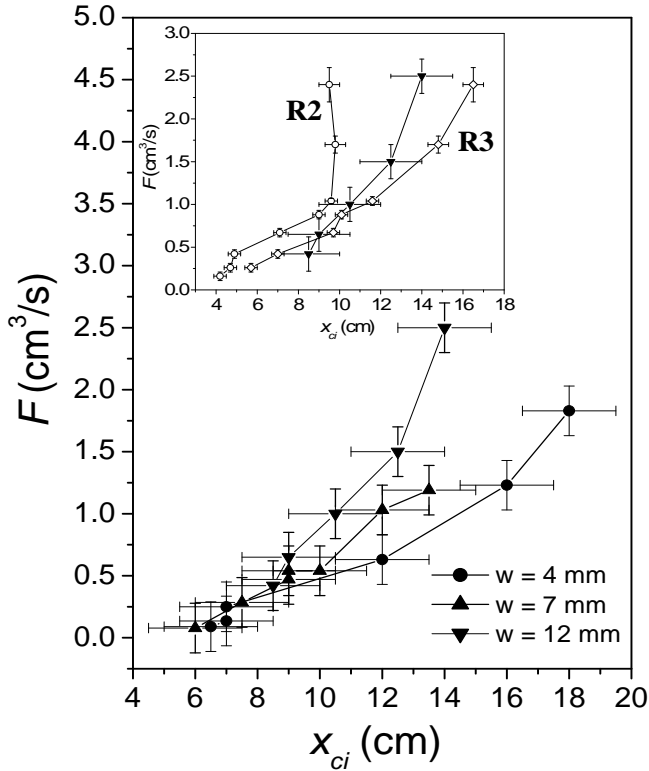 5.0
4.5
4.0
3.5
3.0
2.5
2.0
1.5
1.0
0.5
0.0
F (cm³/s)
4 6 8 10 12 14 16 18 20
x_ci (cm)
3.0
2.5
2.0
1.5
1.0
0.5
0.0
F (cm³/s)
4 6 8 10 12 14 16 18
x_ci (cm)
R2
R3
w = 4 mm
w = 7 mm
w = 12 mm